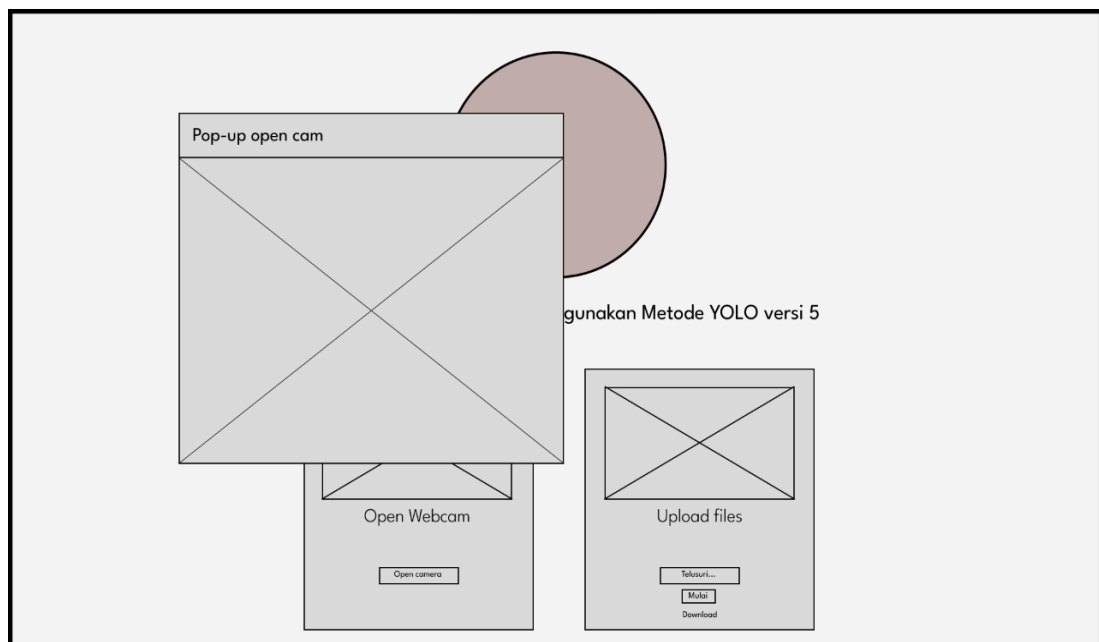 Pop-up open cam
gunakan Metode YOLO versi 5
Open Webcam
Open camera
Upload files
Telusuri...
Mulai
Download